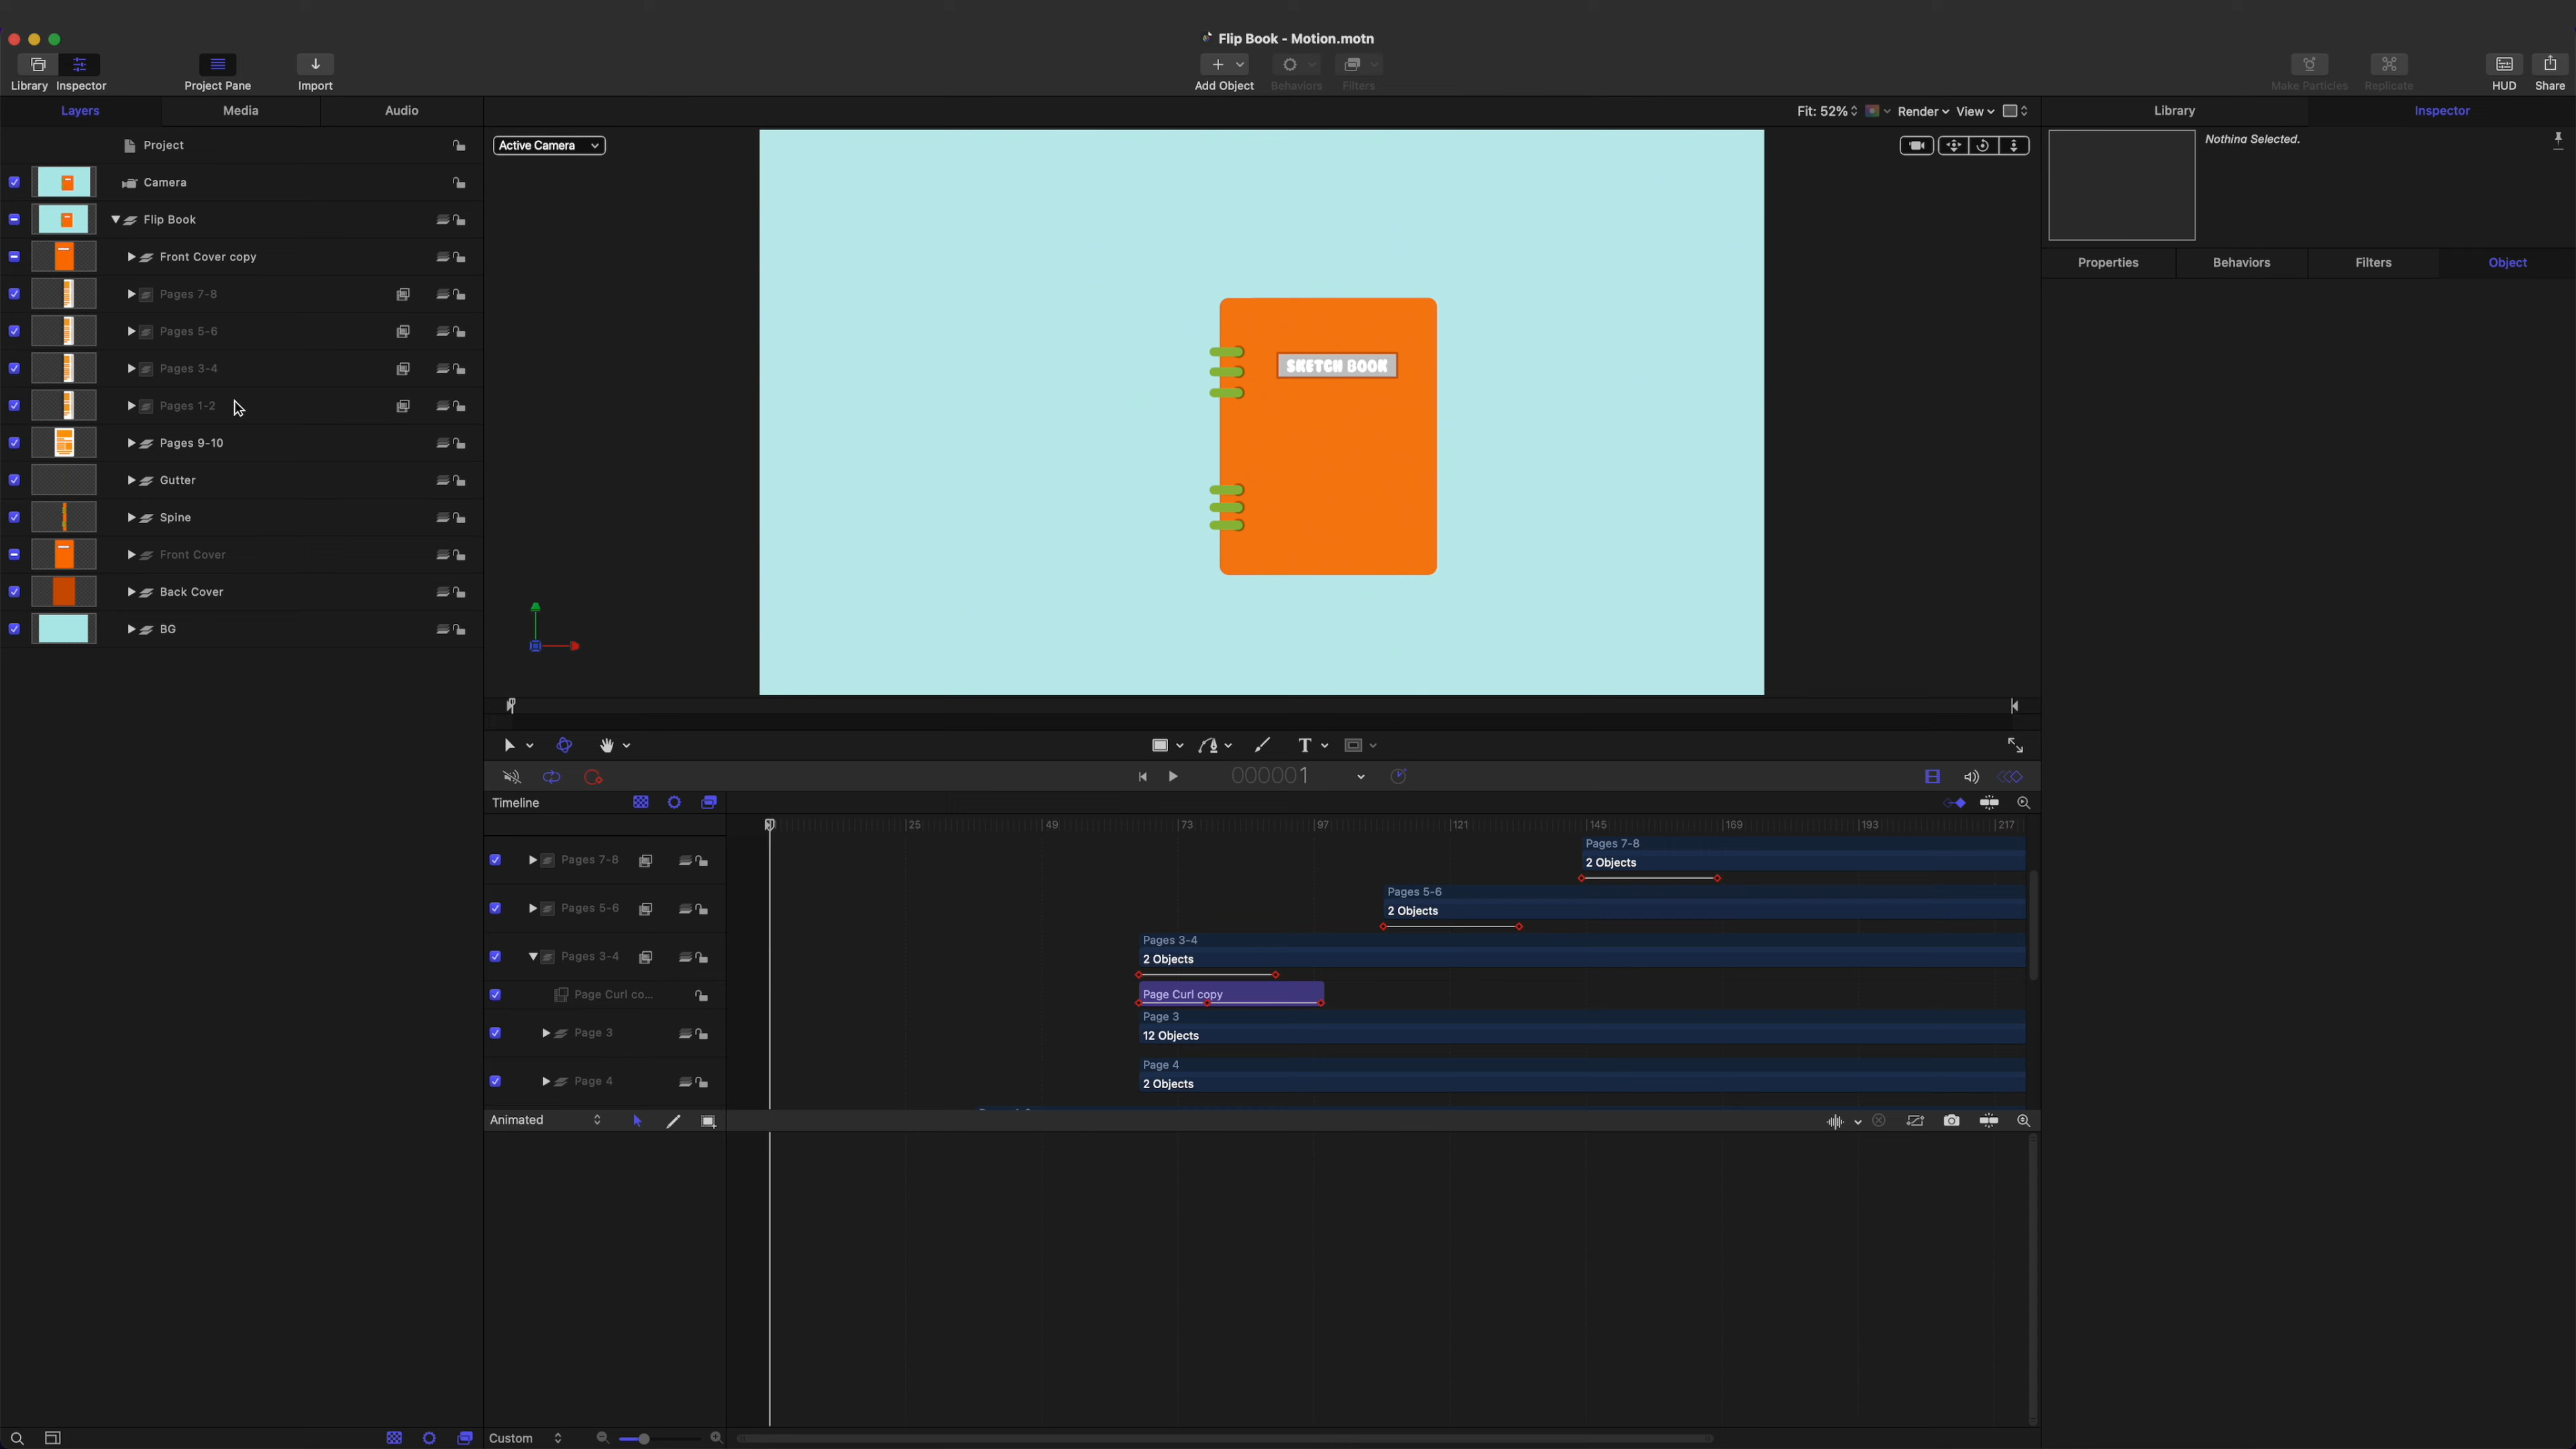 Flip Book - Motion.motn
Library Inspector Project Pane Import Add Object Behaviors Filters Make Particles Replicate HUD Share
Layers Media Audio Fit: 52% Render View Library Inspector
Project
Active Camera
Nothing Selected.
Camera
Flip Book
Front Cover copy
Properties Behaviors Filters Object
Pages 7-8
Pages 5-6
Pages 3-4
SKETCH BOOK
Pages 1-2
Pages 9-10
Gutter
Spine
Front Cover
Back Cover
BG
T
000001
Timeline
25 49 73 97 121 145 169 193 217
Pages 7-8
Pages 7-8
2 Objects
Pages 5-6
Pages 5-6
2 Objects
Pages 3-4
Pages 3-4
2 Objects
Page Curl co...
Page Curl copy
Page 3
Page 3
12 Objects
Page 4
Page 4
2 Objects
Animated
Custom